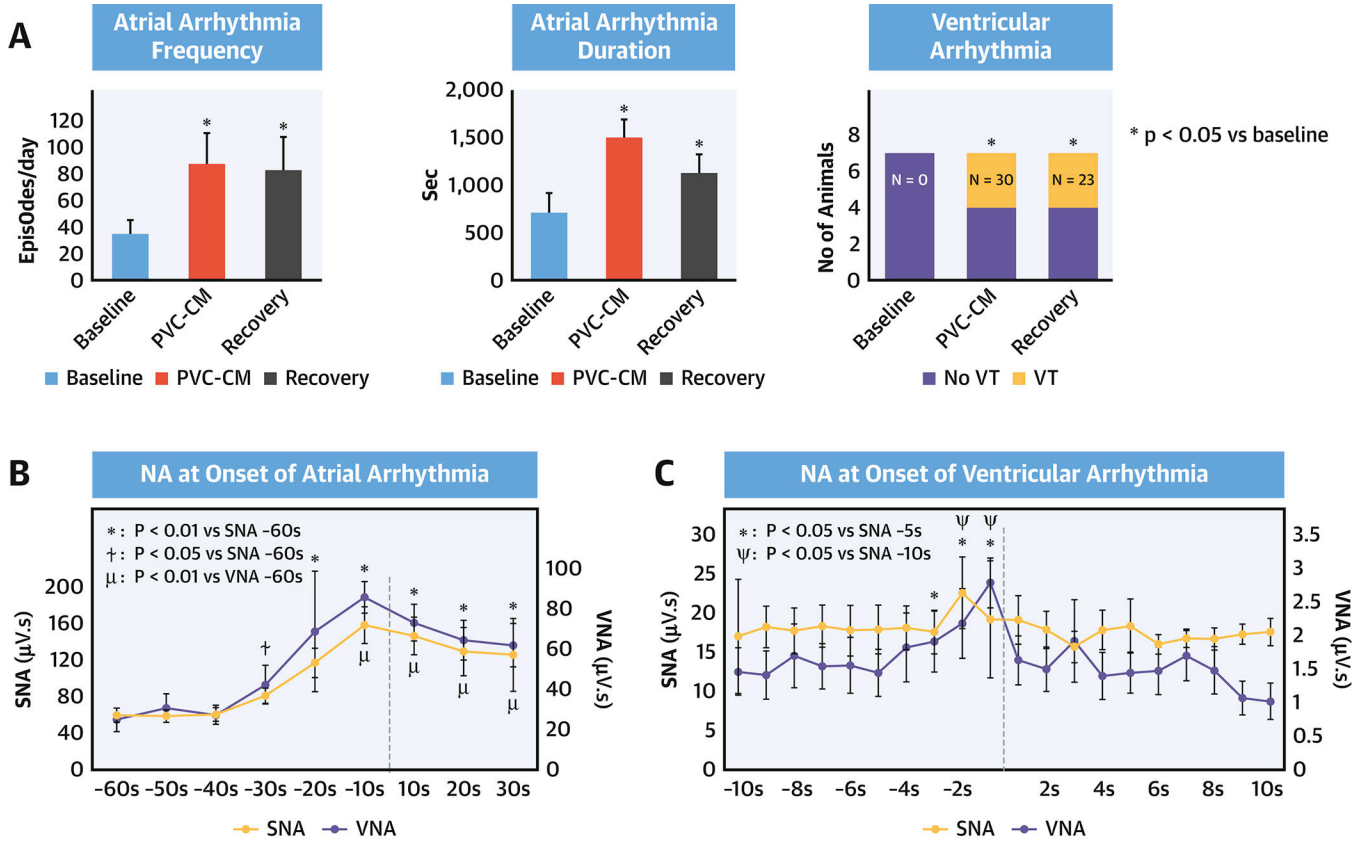 A
Atrial Arrhythmia
Frequency
Epis0des/day
120
100
80
60
40
20
0
*
*
Baseline
PVC-CM
Recovery
Baseline PVC-CM Recovery
Atrial Arrhythmia
Duration
Sec
2,000
1,500
1,000
500
0
*
*
Baseline
PVC-CM
Recovery
Baseline PVC-CM Recovery
Ventricular
Arrhythmia
No of Animals
8
6
4
2
0
*
*
N = 0
N = 30
N = 23
Baseline
PVC-CM
Recovery
No VT VT
* p < 0.05 vs baseline
B
NA at Onset of Atrial Arrhythmia
* : P < 0.01 vs SNA -60s
† : P < 0.05 vs SNA -60s
μ : P < 0.01 vs VNA -60s
SNA (μV.s)
200
160
120
80
40
0
†
*
*
*
*
*
μ
μ
μ
μ
VNA (μV.s)
100
80
60
40
20
0
-60s -50s -40s -30s -20s -10s 10s 20s 30s
SNA VNA
C
NA at Onset of Ventricular Arrhythmia
* : P < 0.05 vs SNA -5s
ψ: P < 0.05 vs SNA -10s
SNA (μV.s)
30
25
20
15
10
5
0
ψ ψ
* * *
VNA (μV.s)
3.5
3
2.5
2
1.5
1
0.5
0
-10s -8s -6s -4s -2s 2s 4s 6s 8s 10s
SNA VNA